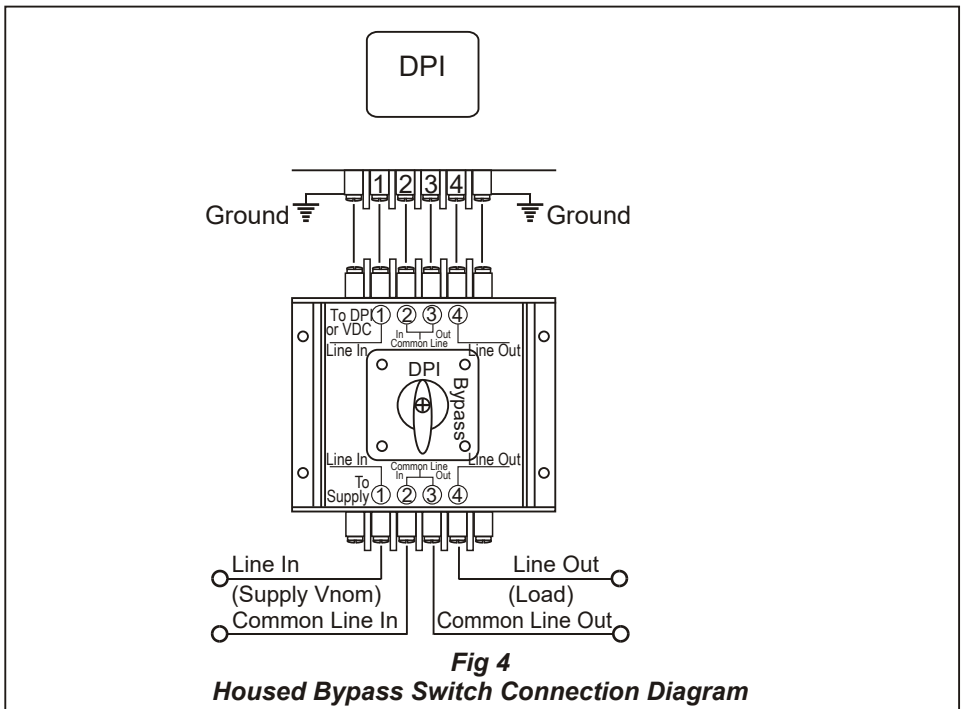 DPI
1 2 3 4
Ground Ground
To DPI 1 2 3 4
or VDC In Out
Common Line
Line In Line Out
DPI
Bypass
Line In Line Out
Common Line
In Out
To
Supply 1 2 3 4
Line In Line Out
(Supply Vnom) (Load)
Common Line In Common Line Out
Fig 4
Housed Bypass Switch Connection Diagram